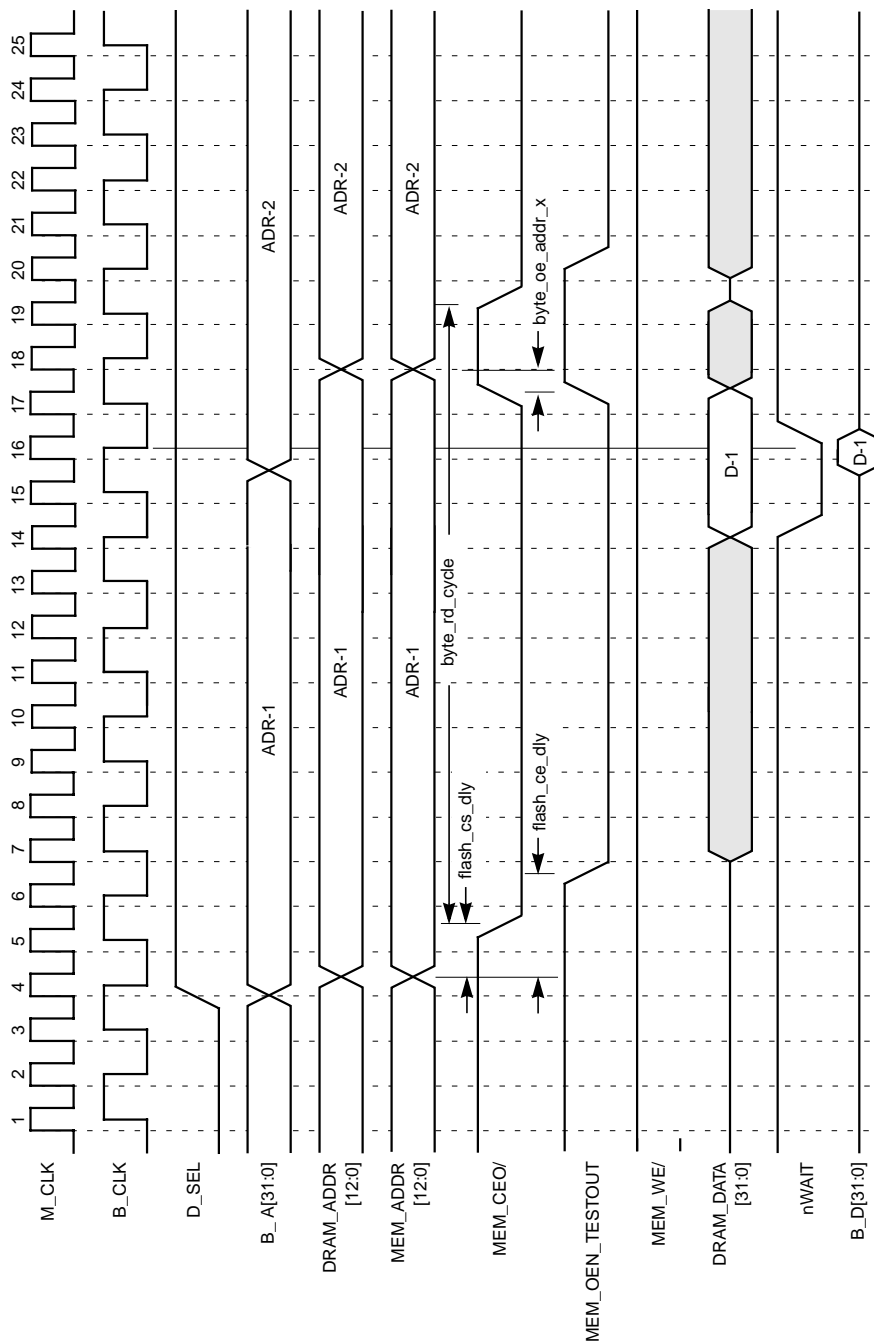 M_CLK
1 2 3 4 5 6 7 8 9 10 11 12 13 14 15 16 17 18 19 20 21 22 23 24 25
B_CLK
D_SEL
B_ A[31:0]
ADR-1
ADR-2
DRAM_ADDR
[12:0]
ADR-1
ADR-2
MEM_ADDR
[12:0]
ADR-1
ADR-2
byte_rd_cycle
flash_cs_dly
MEM_CEO/
flash_ce_dly
byte_oe_addr_x
MEM_OEN_TESTOUT
MEM_WE/
DRAM_DATA
[31:0]
D-1
nWAIT
B_D[31:0]
D-1